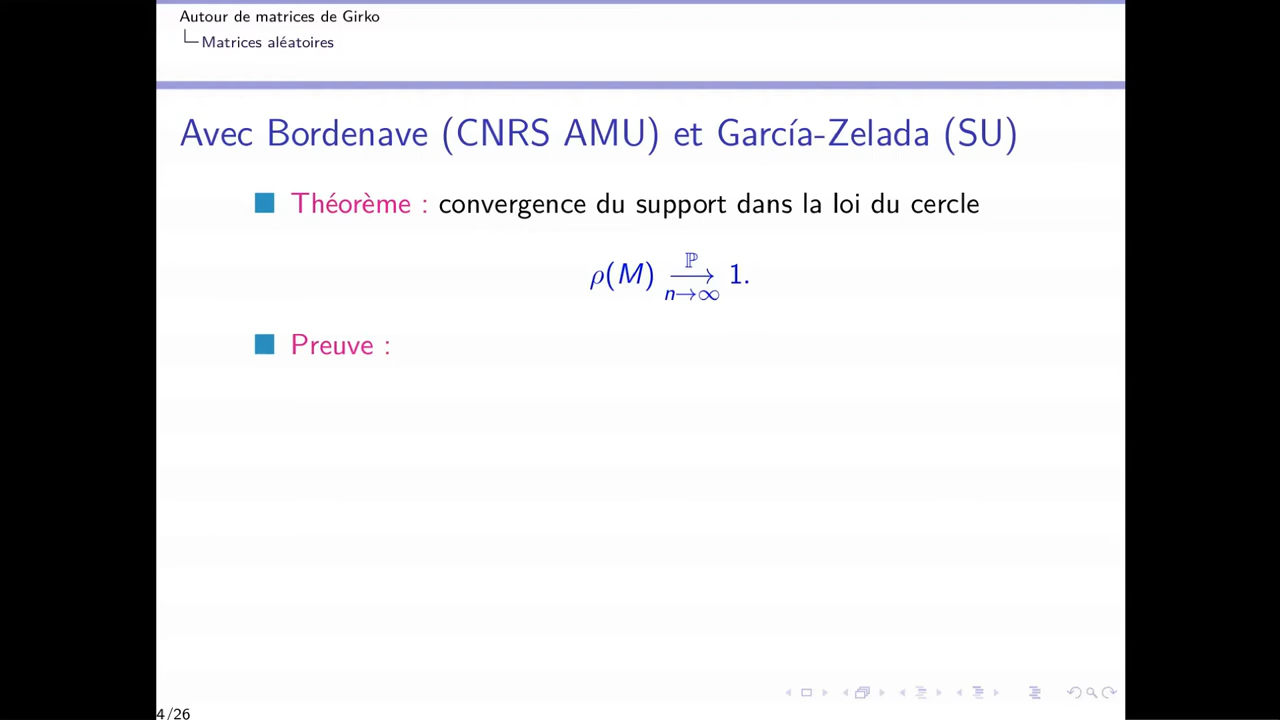 Autour de matrices de Girko
Matrices aléatoires
Avec Bordenave (CNRS AMU) et García-Zelada (SU)
Théorème : convergence du support dans la loi du cercle
ρ(M) ℙ⟶ n→∞ 1.
Preuve :
4/26